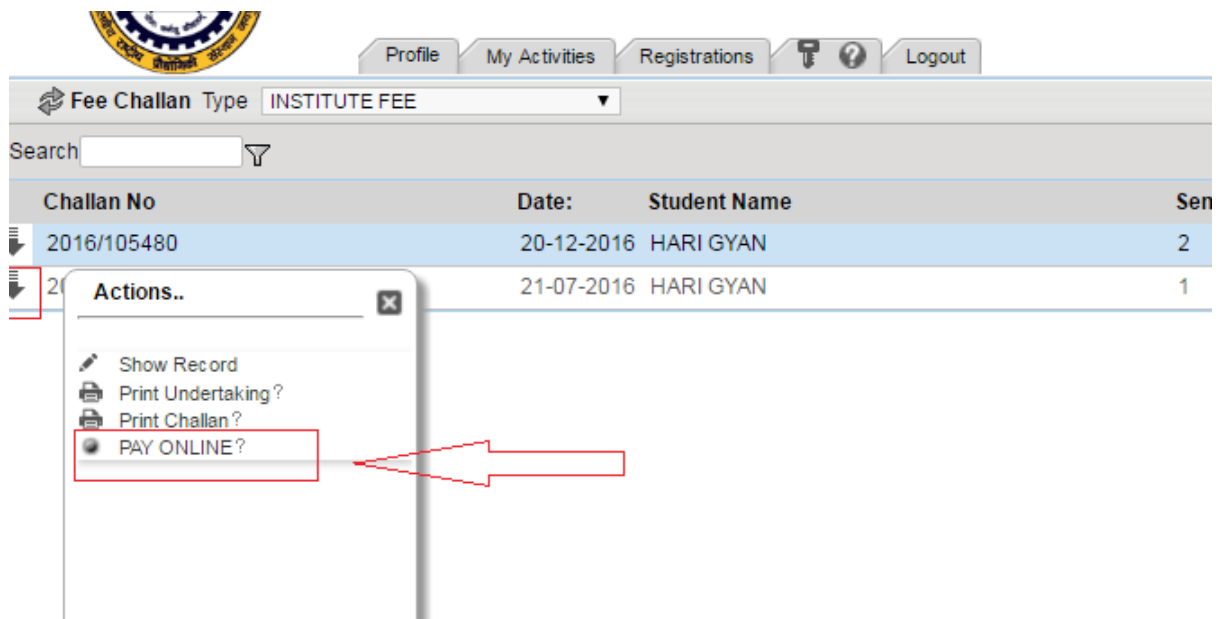 Profile My Activities Registrations ? Logout
Fee Challan Type INSTITUTE FEE
Search
Challan No Date: Student Name
2016/105480 20-12-2016 HARI GYAN 2
21-07-2016 HARI GYAN 1
Actions..
Show Record
Print Undertaking?
Print Challan?
PAY ONLINE?